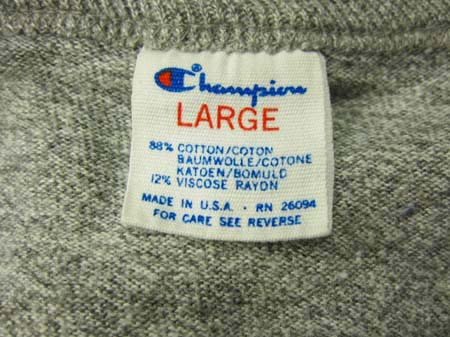 Champion®
LARGE
88% COTTON/COTON
BAUMWOLLE/COTONE
KATOEN/BOMULD
12% VISCOSE RAYON
MADE IN U.S.A. · RN 26094
FOR CARE SEE REVERSE